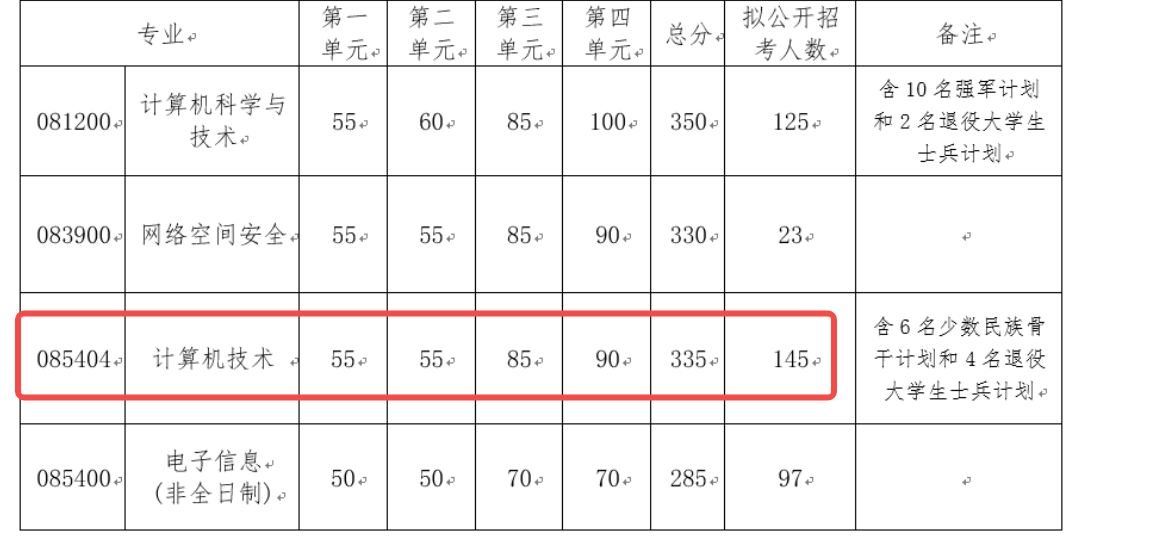 专业 第一单元 第二单元 第三单元 第四单元 总分 拟公开招考人数 备注
081200 计算机科学与技术 55 60 85 100 350 125 含10名强军计划和2名退役大学生士兵计划
083900 网络空间安全 55 55 85 90 330 23
085404 计算机技术 55 55 85 90 335 145 含6名少数民族骨干计划和4名退役大学生士兵计划
085400 电子信息(非全日制) 50 50 70 70 285 97